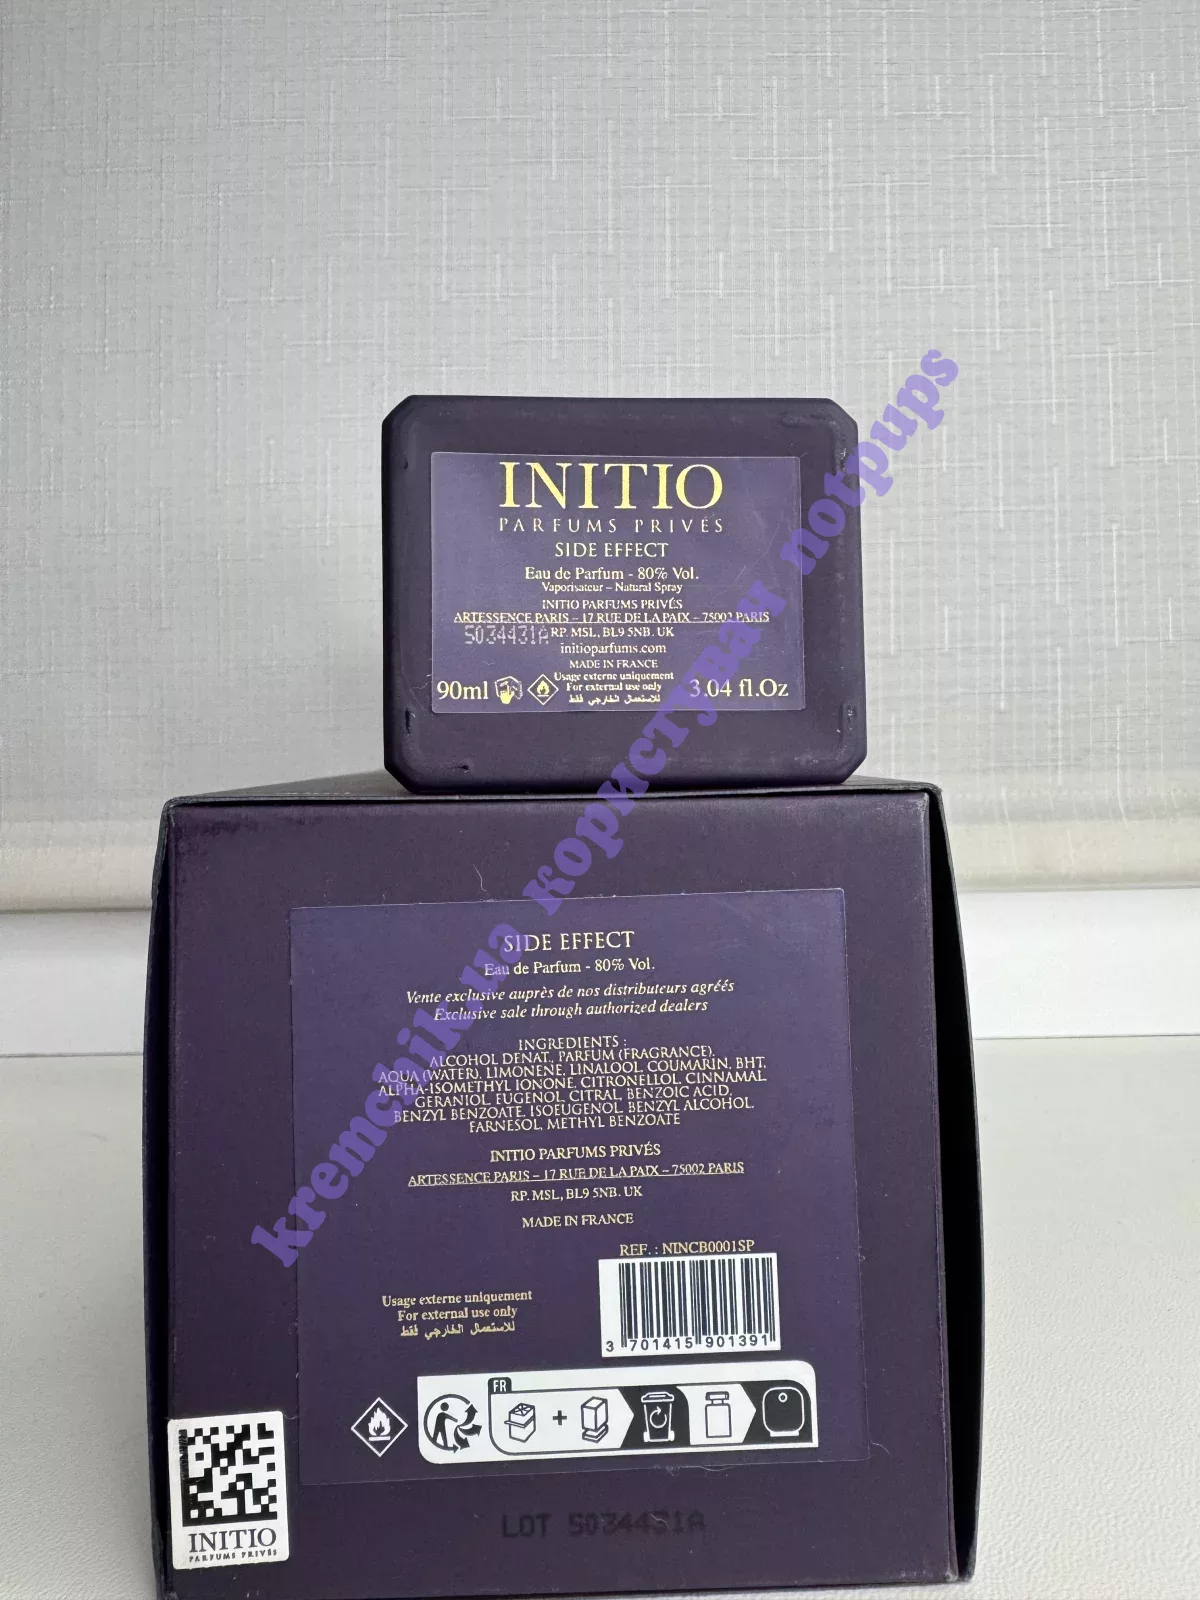 INITIO
PARFUMS PRIVÉS
SIDE EFFECT
Eau de Parfum - 80% Vol.
Vaporisateur – Natural Spray
INITIO PARFUMS PRIVÉS
ARTESSENCE PARIS – 17 RUE DE LA PAIX – 75002 PARIS
5034431A RP. MSL, BL9 5NB. UK
initioparfums.com
MADE IN FRANCE
Usage externe uniquement
90ml For external use only 3.04 fl.Oz
للاستعمال الخارجي فقط
kremchik.ua користувач notpups
SIDE EFFECT
Eau de Parfum - 80% Vol.
Vente exclusive auprès de nos distributeurs agréés
Exclusive sale through authorized dealers
INGREDIENTS :
ALCOHOL DENAT., PARFUM (FRAGRANCE),
AQUA (WATER), LIMONENE, LINALOOL, COUMARIN, BHT,
ALPHA-ISOMETHYL IONONE, CITRONELLOL, CINNAMAL,
GERANIOL, EUGENOL, CITRAL, BENZOIC ACID,
BENZYL BENZOATE, ISOEUGENOL, BENZYL ALCOHOL,
FARNESOL, METHYL BENZOATE
INITIO PARFUMS PRIVÉS
ARTESSENCE PARIS – 17 RUE DE LA PAIX – 75002 PARIS
RP. MSL, BL9 5NB. UK
MADE IN FRANCE
REF. : NINCB0001SP
3 701415 901391
Usage externe uniquement
For external use only
للاستعمال الخارجي فقط
FR
INITIO
PARFUMS PRIVÉS
LOT 5034431A